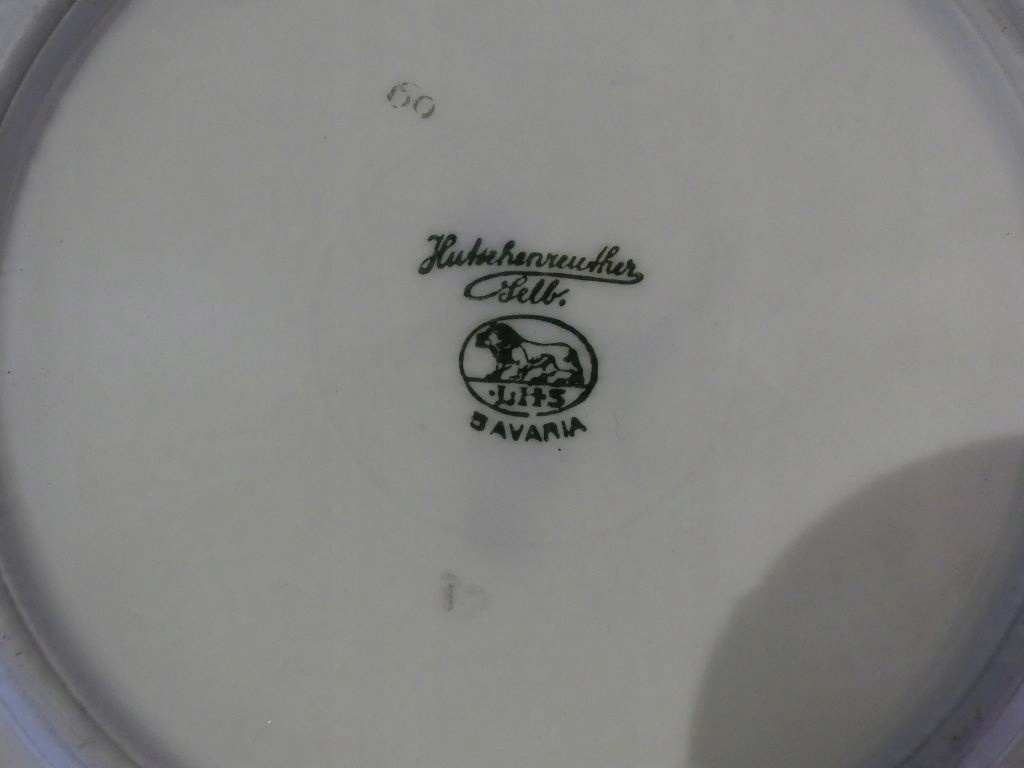 60
Hutschenreuther
Selb.
LHS
BAVARIA